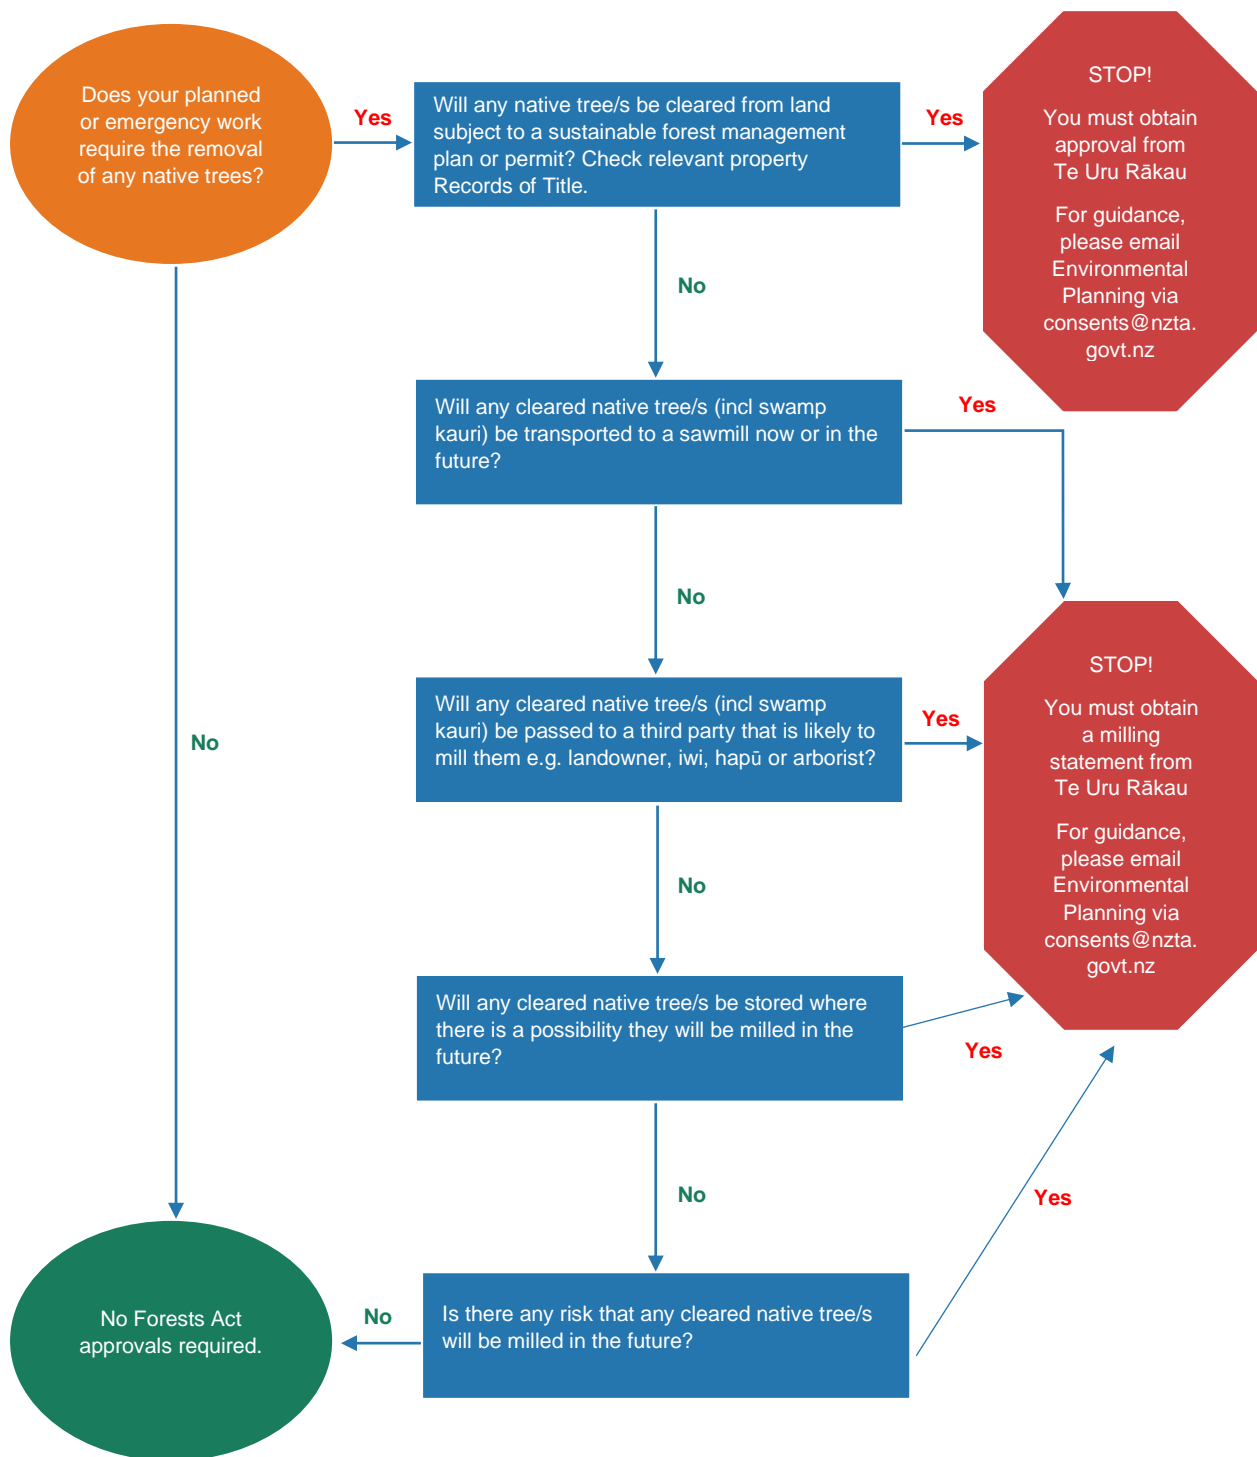 Does your planned
or emergency work
require the removal
of any native trees?
Yes
Will any native tree/s be cleared from land
subject to a sustainable forest management
plan or permit? Check relevant property
Records of Title.
Yes
STOP!
You must obtain
approval from
Te Uru Rākau
For guidance,
please email
Environmental
Planning via
consents@nzta.
govt.nz
No
Will any cleared native tree/s (incl swamp
kauri) be transported to a sawmill now or in the
future?
Yes
No
Will any cleared native tree/s (incl swamp
kauri) be passed to a third party that is likely to
mill them e.g. landowner, iwi, hapū or arborist?
Yes
STOP!
You must obtain
a milling
statement from
Te Uru Rākau
For guidance,
please email
Environmental
Planning via
consents@nzta.
govt.nz
No
No
Will any cleared native tree/s be stored where
there is a possibility they will be milled in the
future?
Yes
No
Yes
Is there any risk that any cleared native tree/s
will be milled in the future?
No
No Forests Act
approvals required.